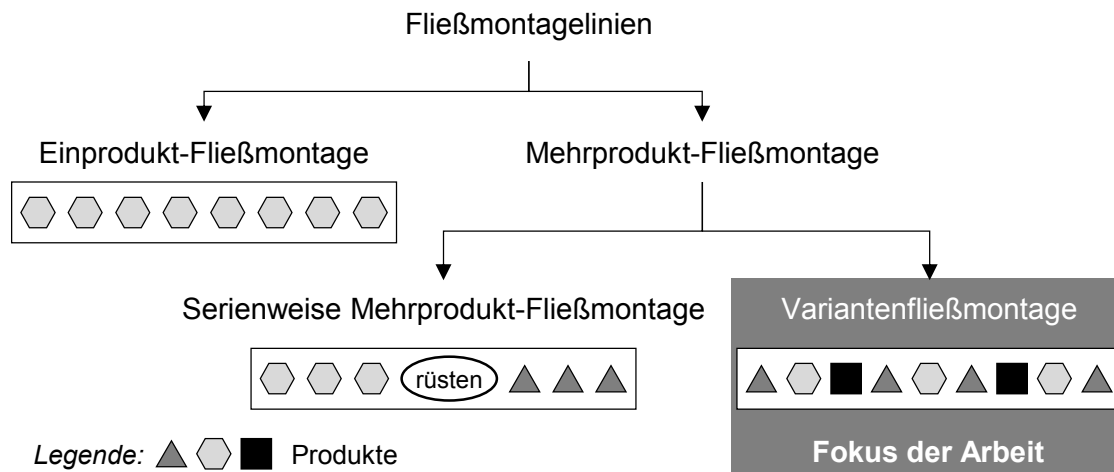 Fließmontagelinien
Einprodukt-Fließmontage
Mehrprodukt-Fließmontage
Serienweise Mehrprodukt-Fließmontage
Variantenfließmontage
rüsten
Legende:
Produkte
Fokus der Arbeit